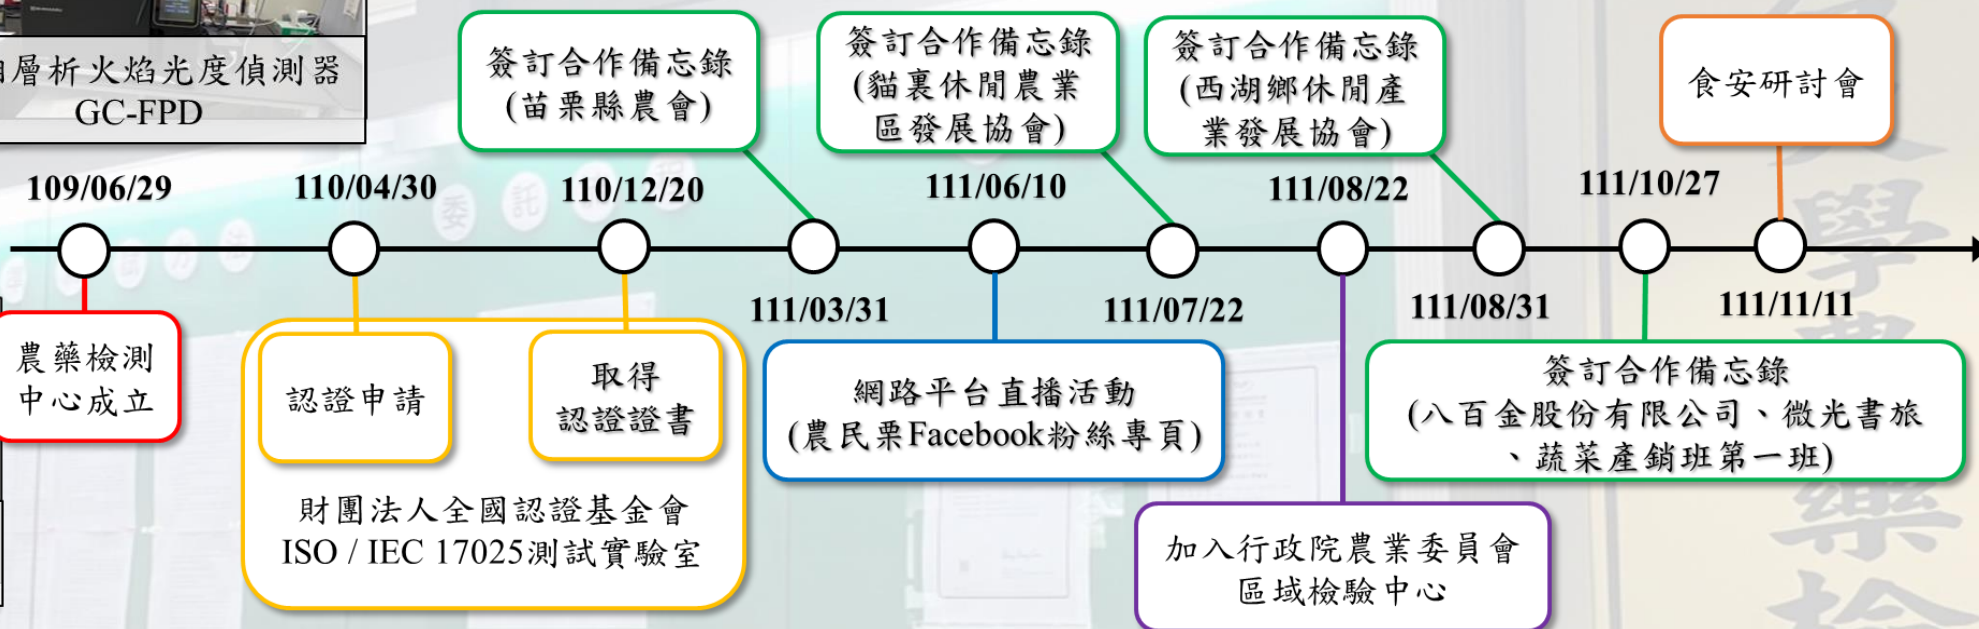 層析火焰光度偵測器
GC-FPD
簽訂合作備忘錄
(苗栗縣農會)
簽訂合作備忘錄
(貓裏休閒農業
區發展協會)
簽訂合作備忘錄
(西湖鄉休閒產
業發展協會)
食安研討會
109/06/29
110/04/30
110/12/20
111/06/10
111/08/22
111/10/27
111/03/31
111/07/22
111/08/31
111/11/11
農藥檢測
中心成立
認證申請
取得
認證證書
財團法人全國認證基金會
ISO / IEC 17025測試實驗室
網路平台直播活動
(農民栗Facebook粉絲專頁)
加入行政院農業委員會
區域檢驗中心
簽訂合作備忘錄
(八百金股份有限公司、微光書旅
、蔬菜產銷班第一班)
委託
方法
學
藥
檢